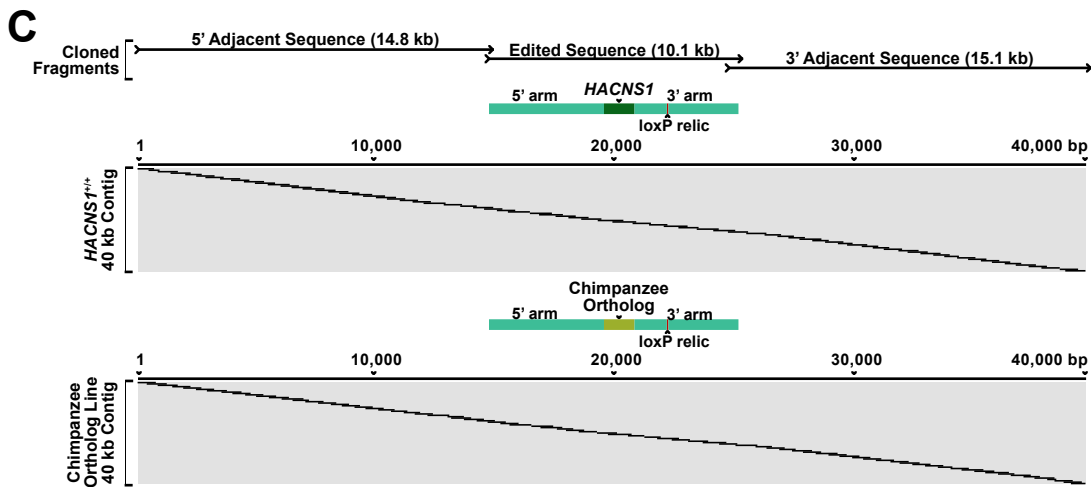 C
Cloned
Fragments
5’ Adjacent Sequence (14.8 kb)
Edited Sequence (10.1 kb)
3’ Adjacent Sequence (15.1 kb)
HACNS1
5’ arm
3’ arm
loxP relic
1 10,000 20,000 30,000 40,000 bp
HACNS1+/+
40 kb Contig
Chimpanzee
Ortholog
5’ arm
3’ arm
loxP relic
1 10,000 20,000 30,000 40,000 bp
Chimpanzee
Ortholog Line
40 kb Contig